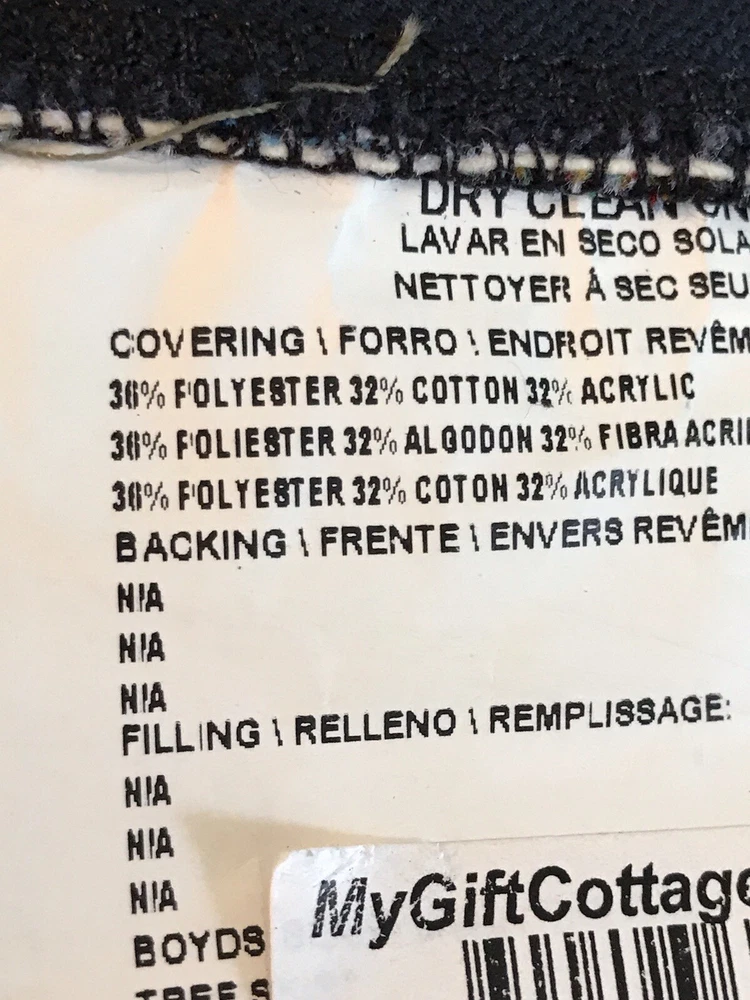 DRY CLEAN ON
LAVAR EN SECO SOLA
NETTOYER À SEC SEU
COVERING \ FORRO \ ENDROIT REVÊM
36% POLYESTER 32% COTTON 32% ACRYLIC
36% POLIESTER 32% ALGODON 32% FIBRA ACRI
36% POLYESTER 32% COTON 32% ACRYLIQUE
BACKING \ FRENTE \ ENVERS REVÊM
N\A
N\A
N\A
FILLING \ RELLENO \ REMPLISSAGE:
N\A
N\A
N\A
MyGiftCottage
BOYDS
TREE S